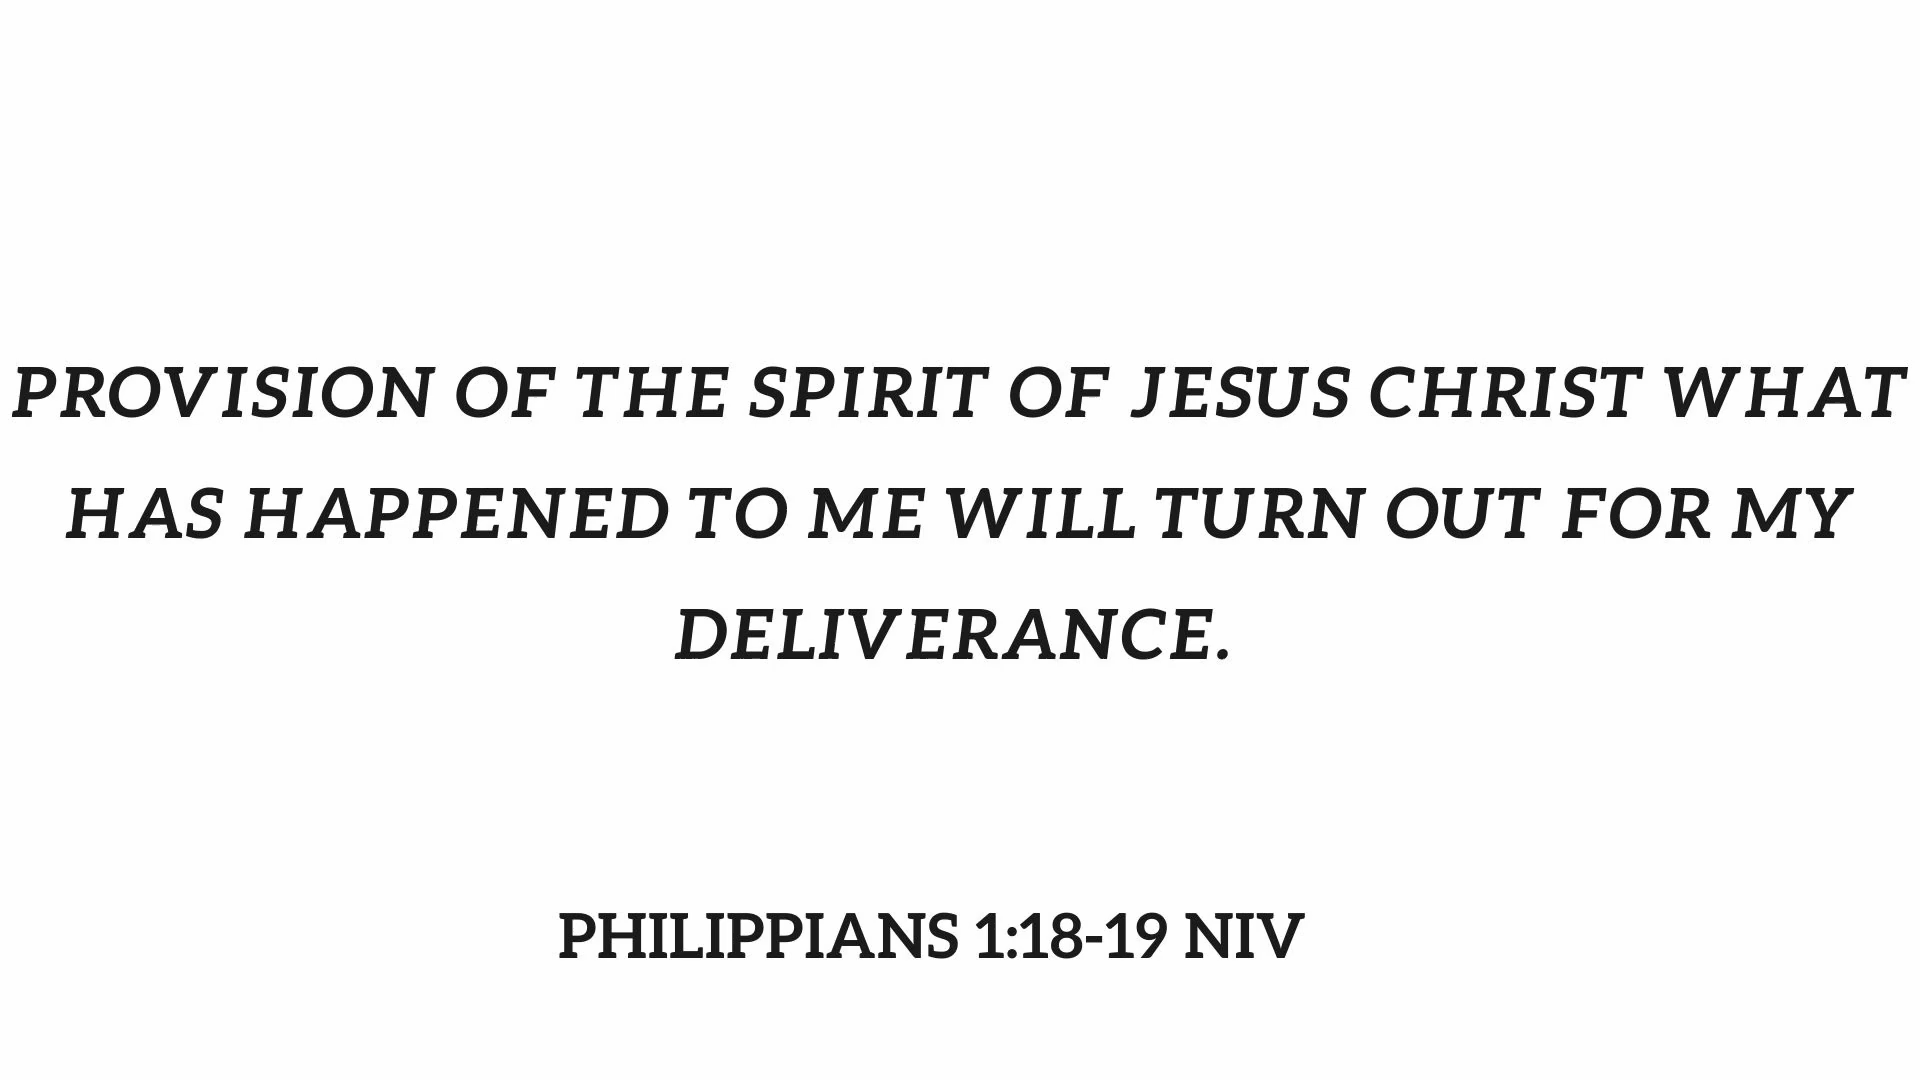 PROVISION OF THE SPIRIT OF JESUS CHRIST WHAT
HAS HAPPENED TO ME WILL TURN OUT FOR MY
DELIVERANCE.
PHILIPPIANS 1:18-19 NIV